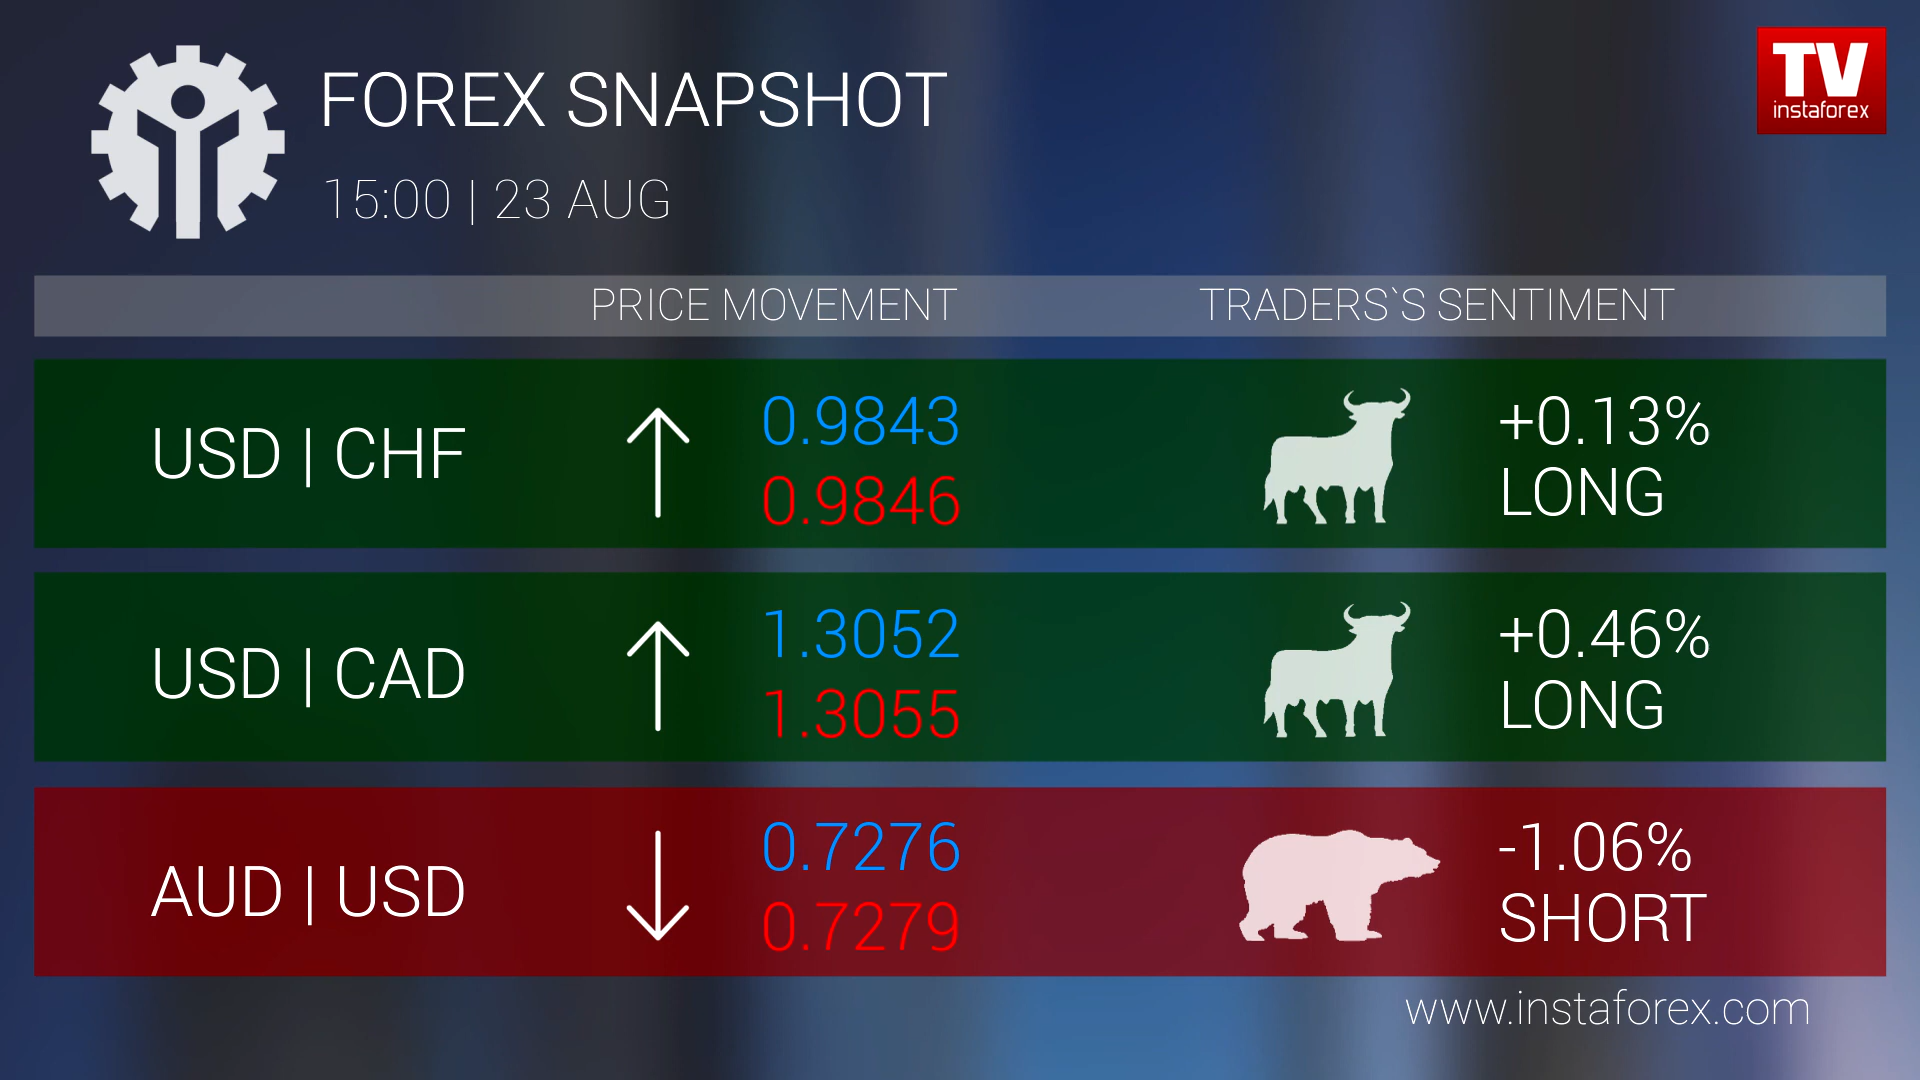 FOREX SNAPSHOT
15:00 | 23 AUG
TV
instaforex
PRICE MOVEMENT
TRADERS`S SENTIMENT
USD | CHF
0.9843
0.9846
+0.13%
LONG
USD | CAD
1.3052
1.3055
+0.46%
LONG
AUD | USD
0.7276
0.7279
-1.06%
SHORT
www.instaforex.com